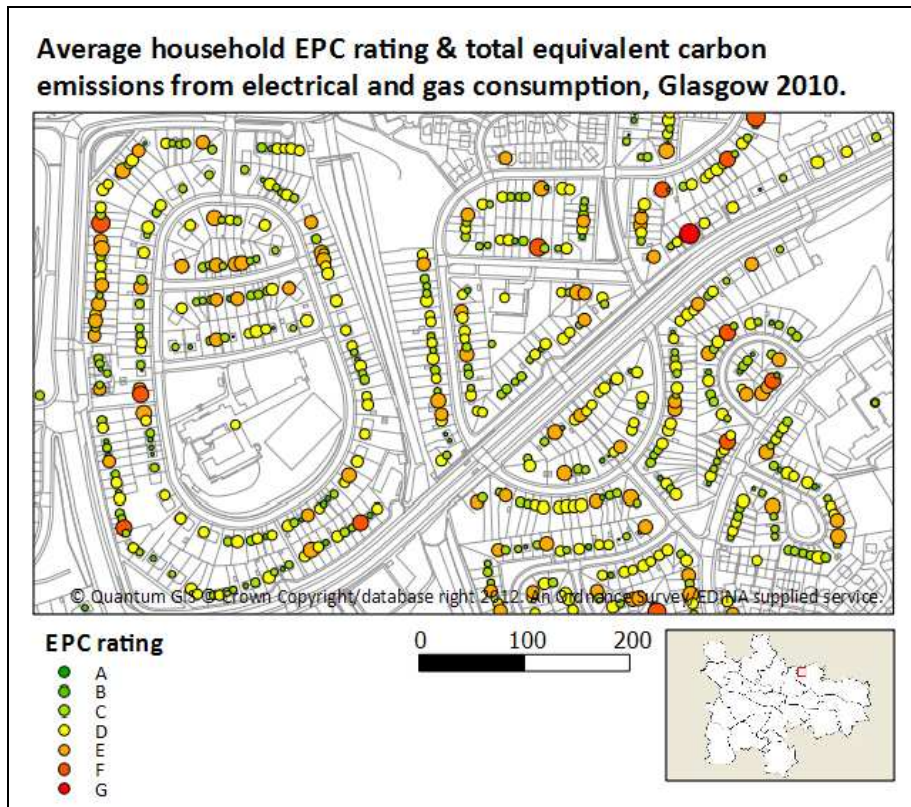 Average household EPC rating & total equivalent carbon
emissions from electrical and gas consumption, Glasgow 2010.
© Quantum GIS © Crown Copyright/database right 2012. An Ordnance Survey/EDINA supplied service.
EPC rating
A
B
C
D
E
F
G
0 100 200